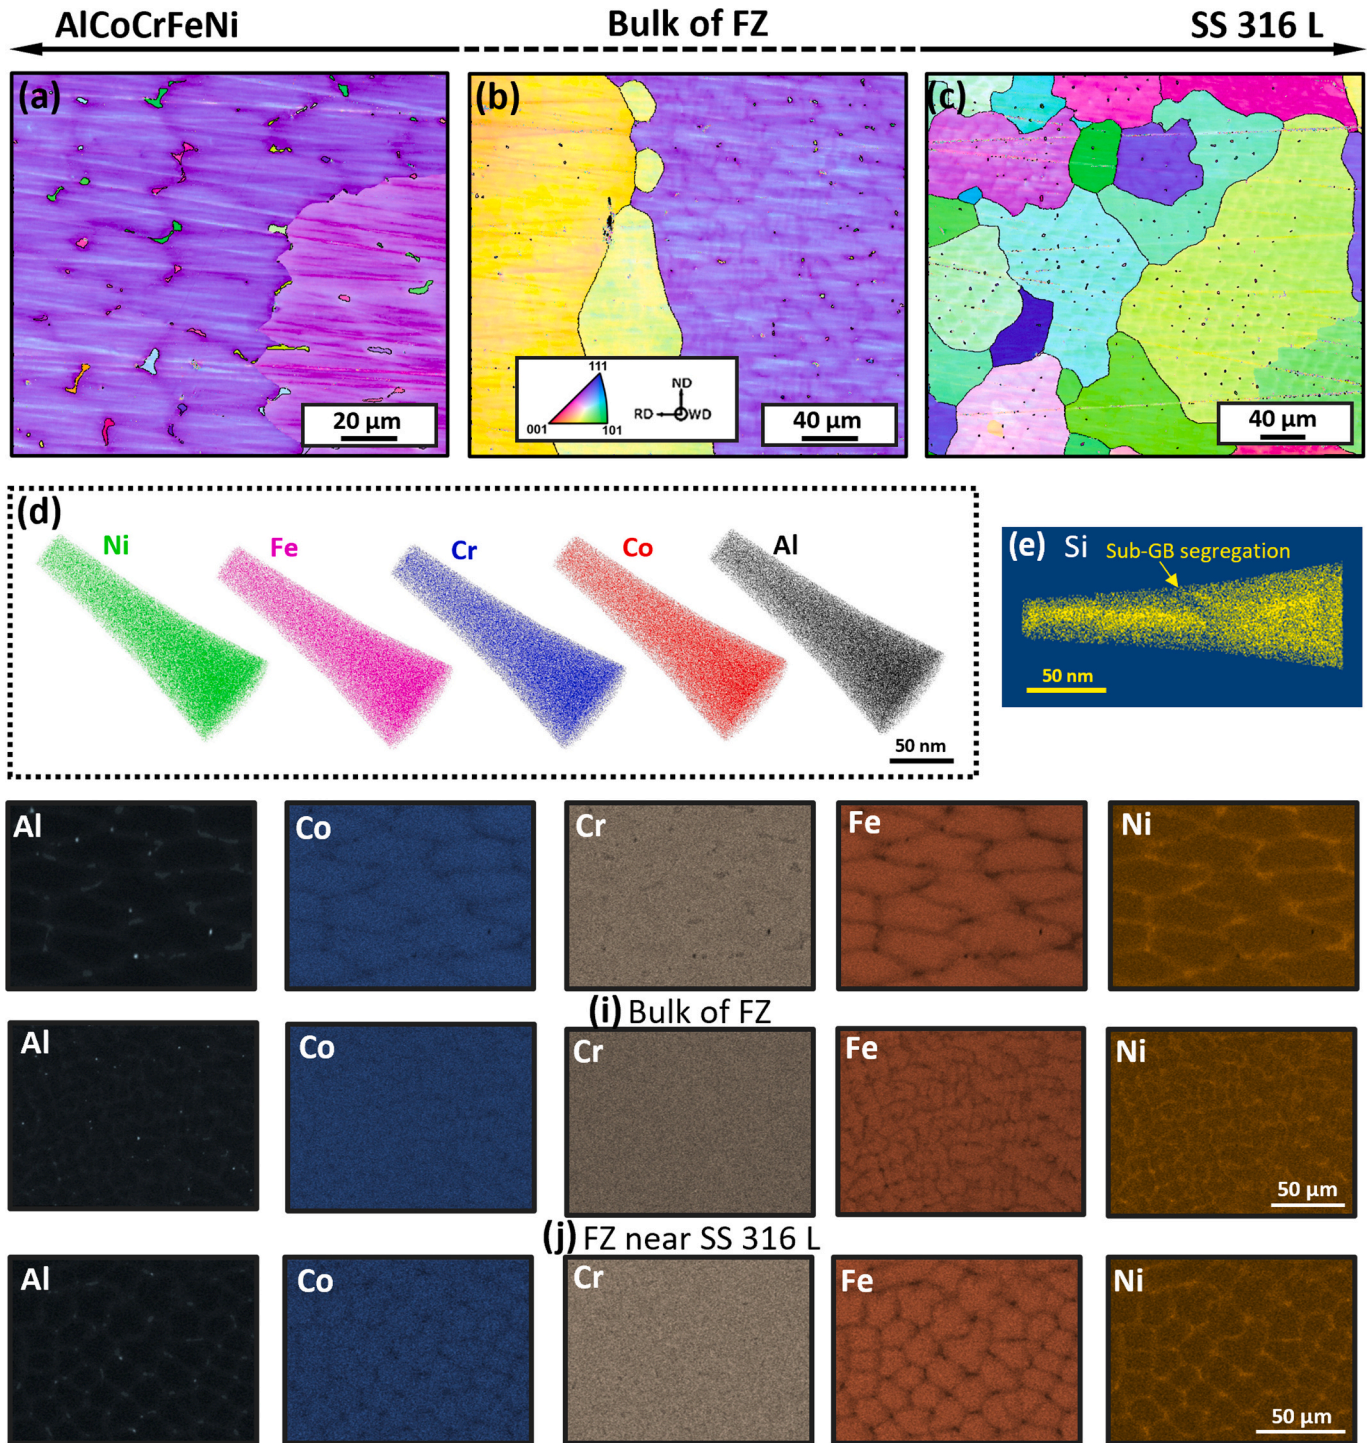 AlCoCrFeNi Bulk of FZ SS 316 L
(a) (b) (c)
111
001 101
ND
RD WD
20 µm 40 µm 40 µm
(d)
Ni Fe Cr Co Al
50 nm
(e) Si Sub-GB segregation
50 nm
Al Co Cr Fe Ni
(i) Bulk of FZ
Al Co Cr Fe Ni
50 µm
(j) FZ near SS 316 L
Al Co Cr Fe Ni
50 µm